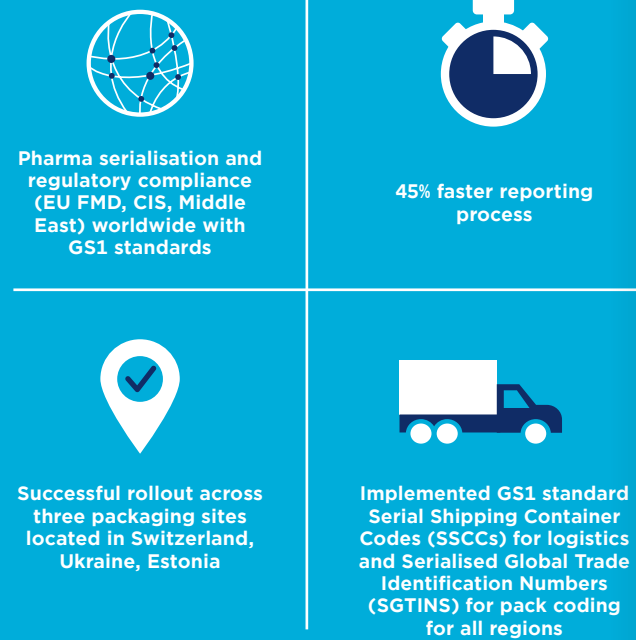 Pharma serialisation and
regulatory compliance
(EU FMD, CIS, Middle
East) worldwide with
GS1 standards
45% faster reporting
process
Successful rollout across
three packaging sites
located in Switzerland,
Ukraine, Estonia
Implemented GS1 standard
Serial Shipping Container
Codes (SSCCs) for logistics
and Serialised Global Trade
Identification Numbers
(SGTINS) for pack coding
for all regions